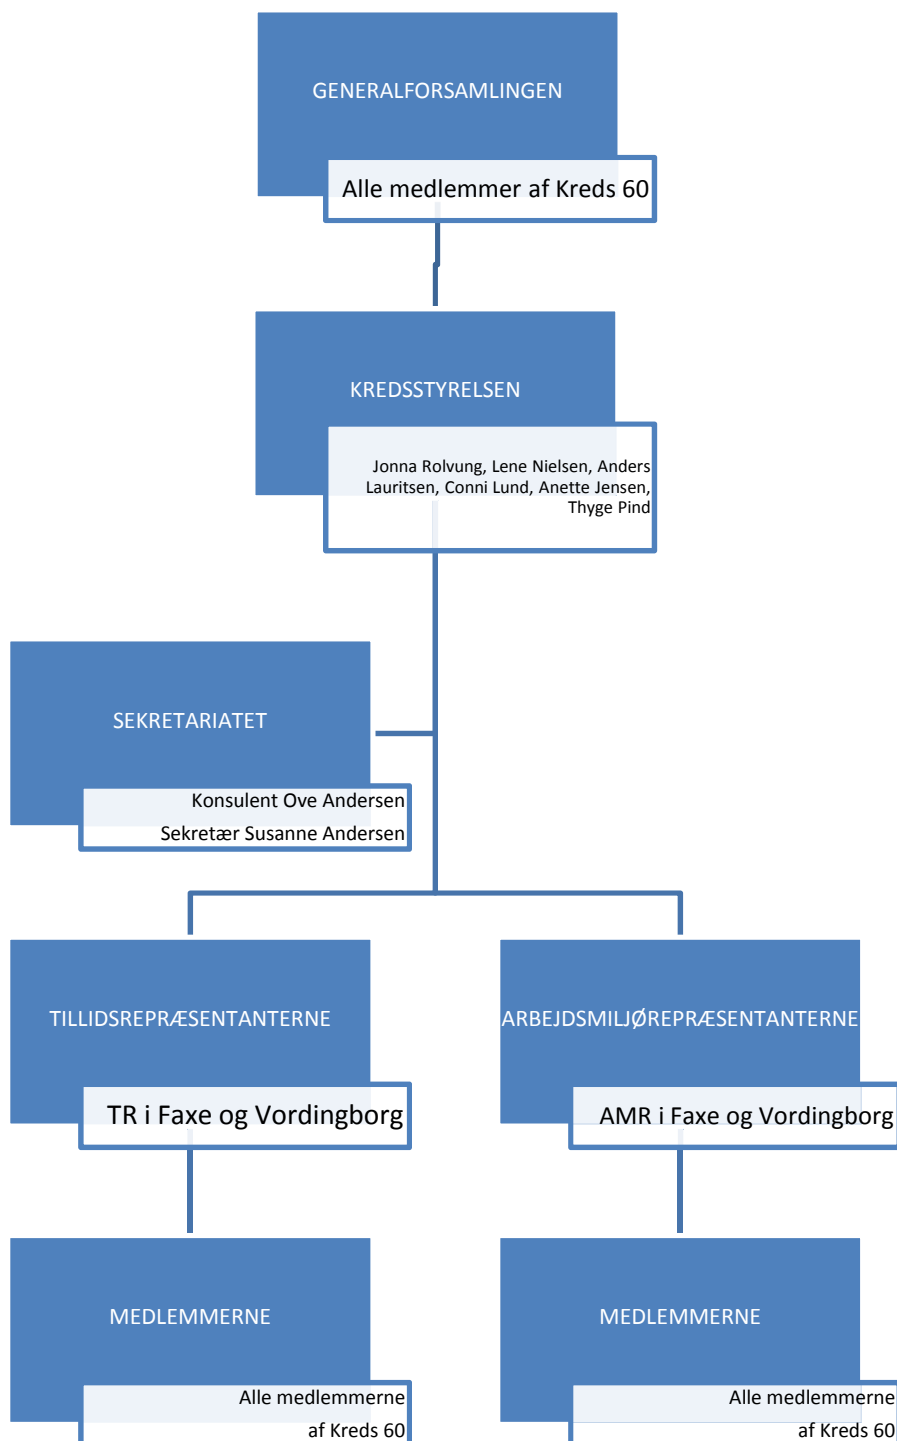 GENERALFORSAMLINGEN
Alle medlemmer af Kreds 60
KREDSSTYRELSEN
Jonna Rolvung, Lene Nielsen, Anders
Lauritsen, Conni Lund, Anette Jensen,
Thyge Pind
SEKRETARIATET
Konsulent Ove Andersen
Sekretær Susanne Andersen
TILLIDSREPRÆSENTANTERNE
TR i Faxe og Vordingborg
ARBEJDSMILJØREPRÆSENTANTERNE
AMR i Faxe og Vordingborg
MEDLEMMERNE
Alle medlemmerne
af Kreds 60
MEDLEMMERNE
Alle medlemmerne
af Kreds 60